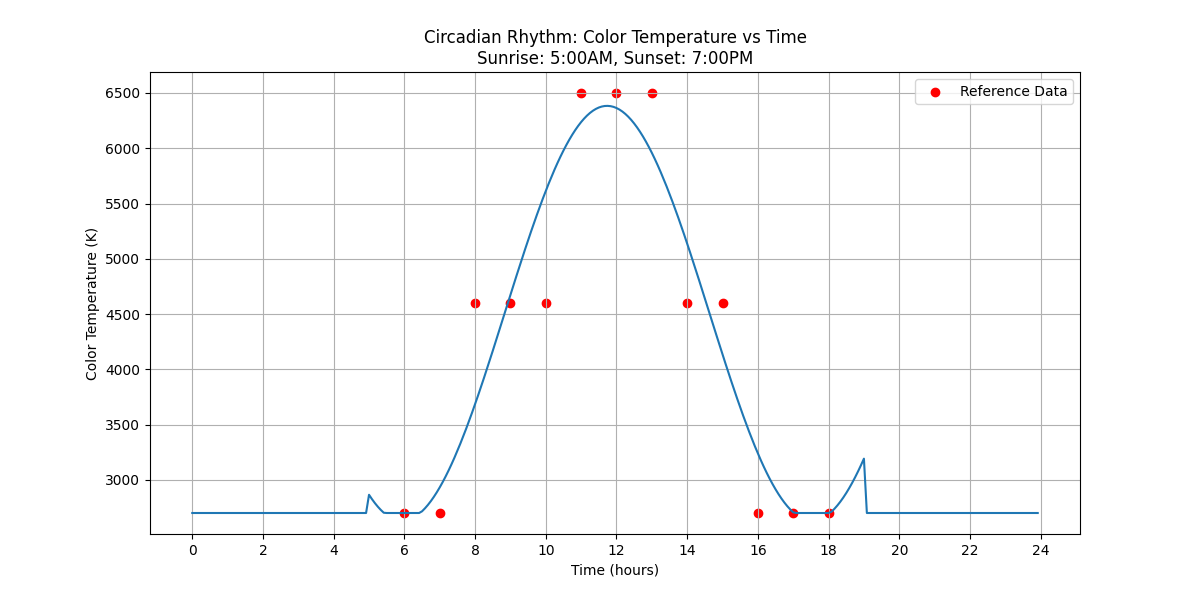 Circadian Rhythm: Color Temperature vs Time
Sunrise: 5:00AM, Sunset: 7:00PM
Reference Data
Color Temperature (K)
6500
6000
5500
5000
4500
4000
3500
3000
0 2 4 6 8 10 12 14 16 18 20 22 24
Time (hours)